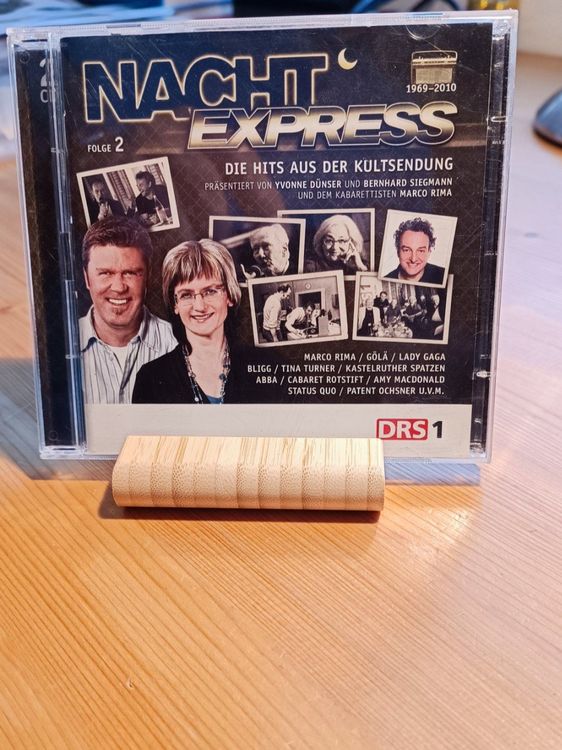 NACHT
EXPRESS
1969–2010
FOLGE 2
DIE HITS AUS DER KULTSENDUNG
PRÄSENTIERT VON YVONNE DÜNSER UND BERNHARD SIEGMANN
UND DEM KABARETTISTEN MARCO RIMA
MARCO RIMA / GÖLÄ / LADY GAGA
BLIGG / TINA TURNER / KASTELRUTHER SPATZEN
ABBA / CABARET ROTSTIFT / AMY MACDONALD
STATUS QUO / PATENT OCHSNER U.V.M.
DRS 1